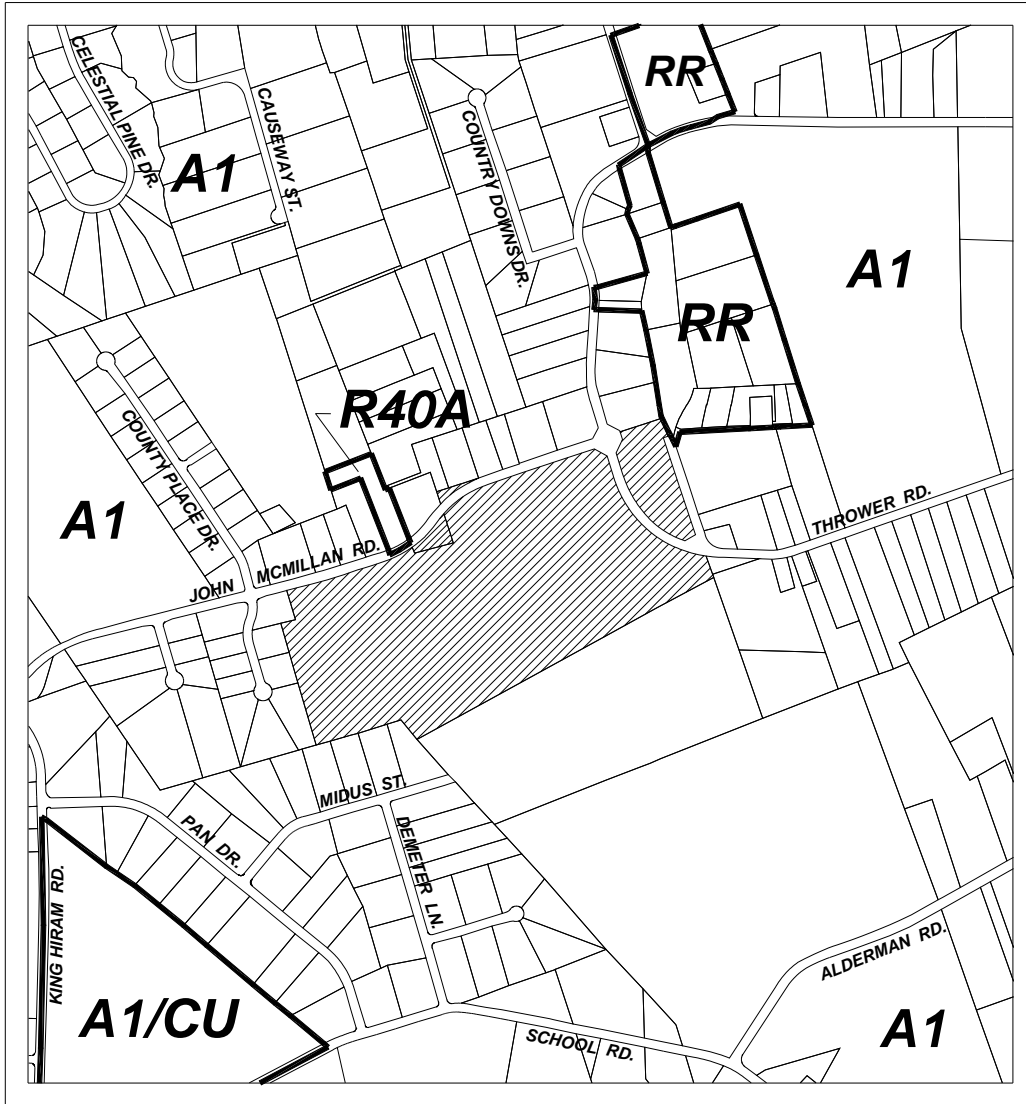 RR
CELESTIAL PINE DR.
CAUSEWAY ST.
COUNTRY DOWNS DR.
A1
A1
RR
R40A
COUNTY PLACE DR.
A1
THROWER RD.
JOHN MCMILLAN RD.
MIDUS ST.
PAN DR.
DEMETER LN.
KING HIRAM RD.
ALDERMAN RD.
A1/CU
SCHOOL RD.
A1